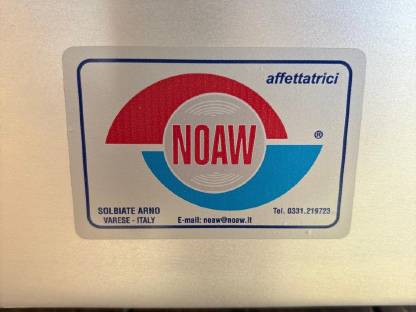 affettatrici
NOAW
®
SOLBIATE ARNO
VARESE - ITALY
E-mail: noaw@noaw.it
Tel. 0331.219723